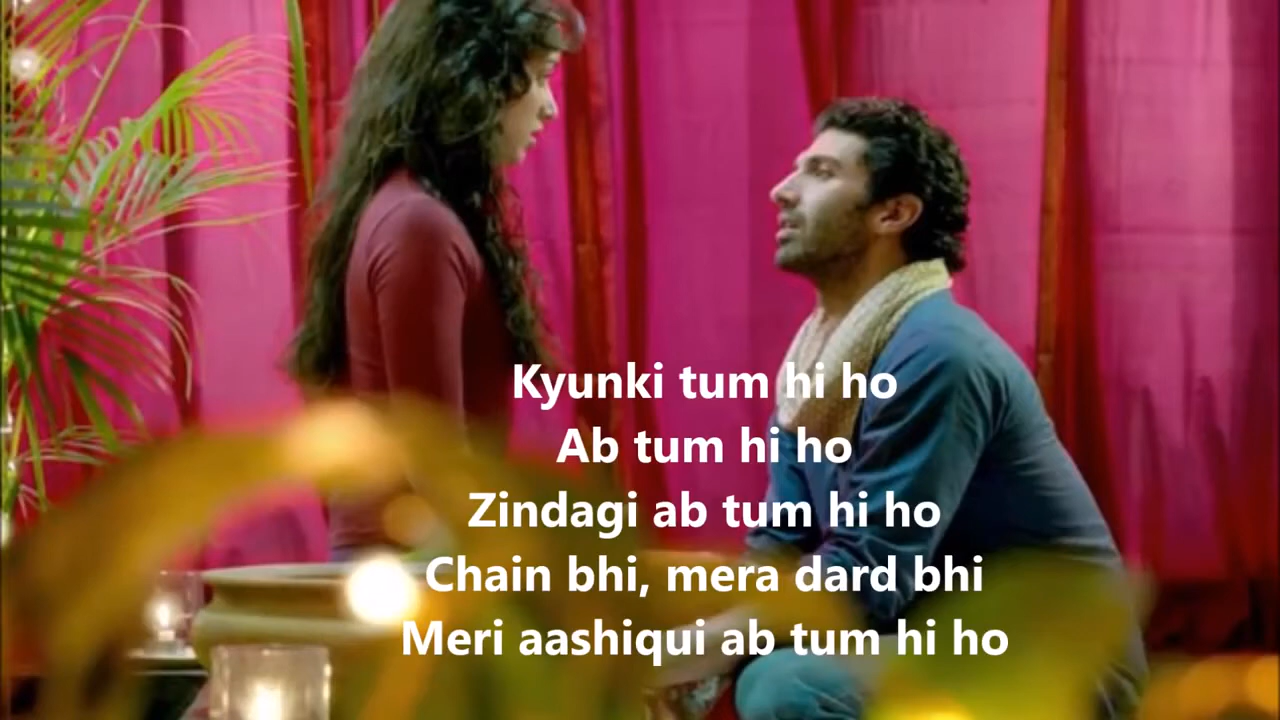 Kyunki tum hi ho
Ab tum hi ho
Zindagi ab tum hi ho
Chain bhi, mera dard bhi
Meri aashiqui ab tum hi ho